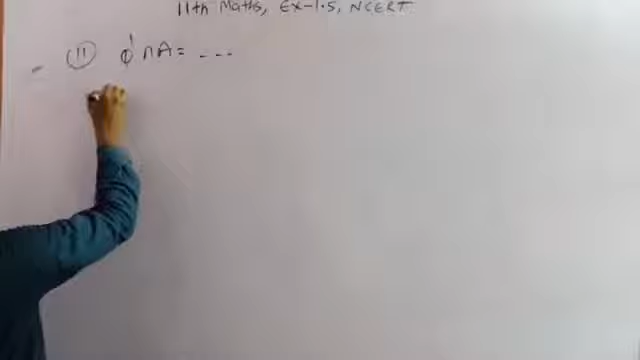 11th Maths, Ex-1.5, NCERT
(ii) φ' ∩ A = ---